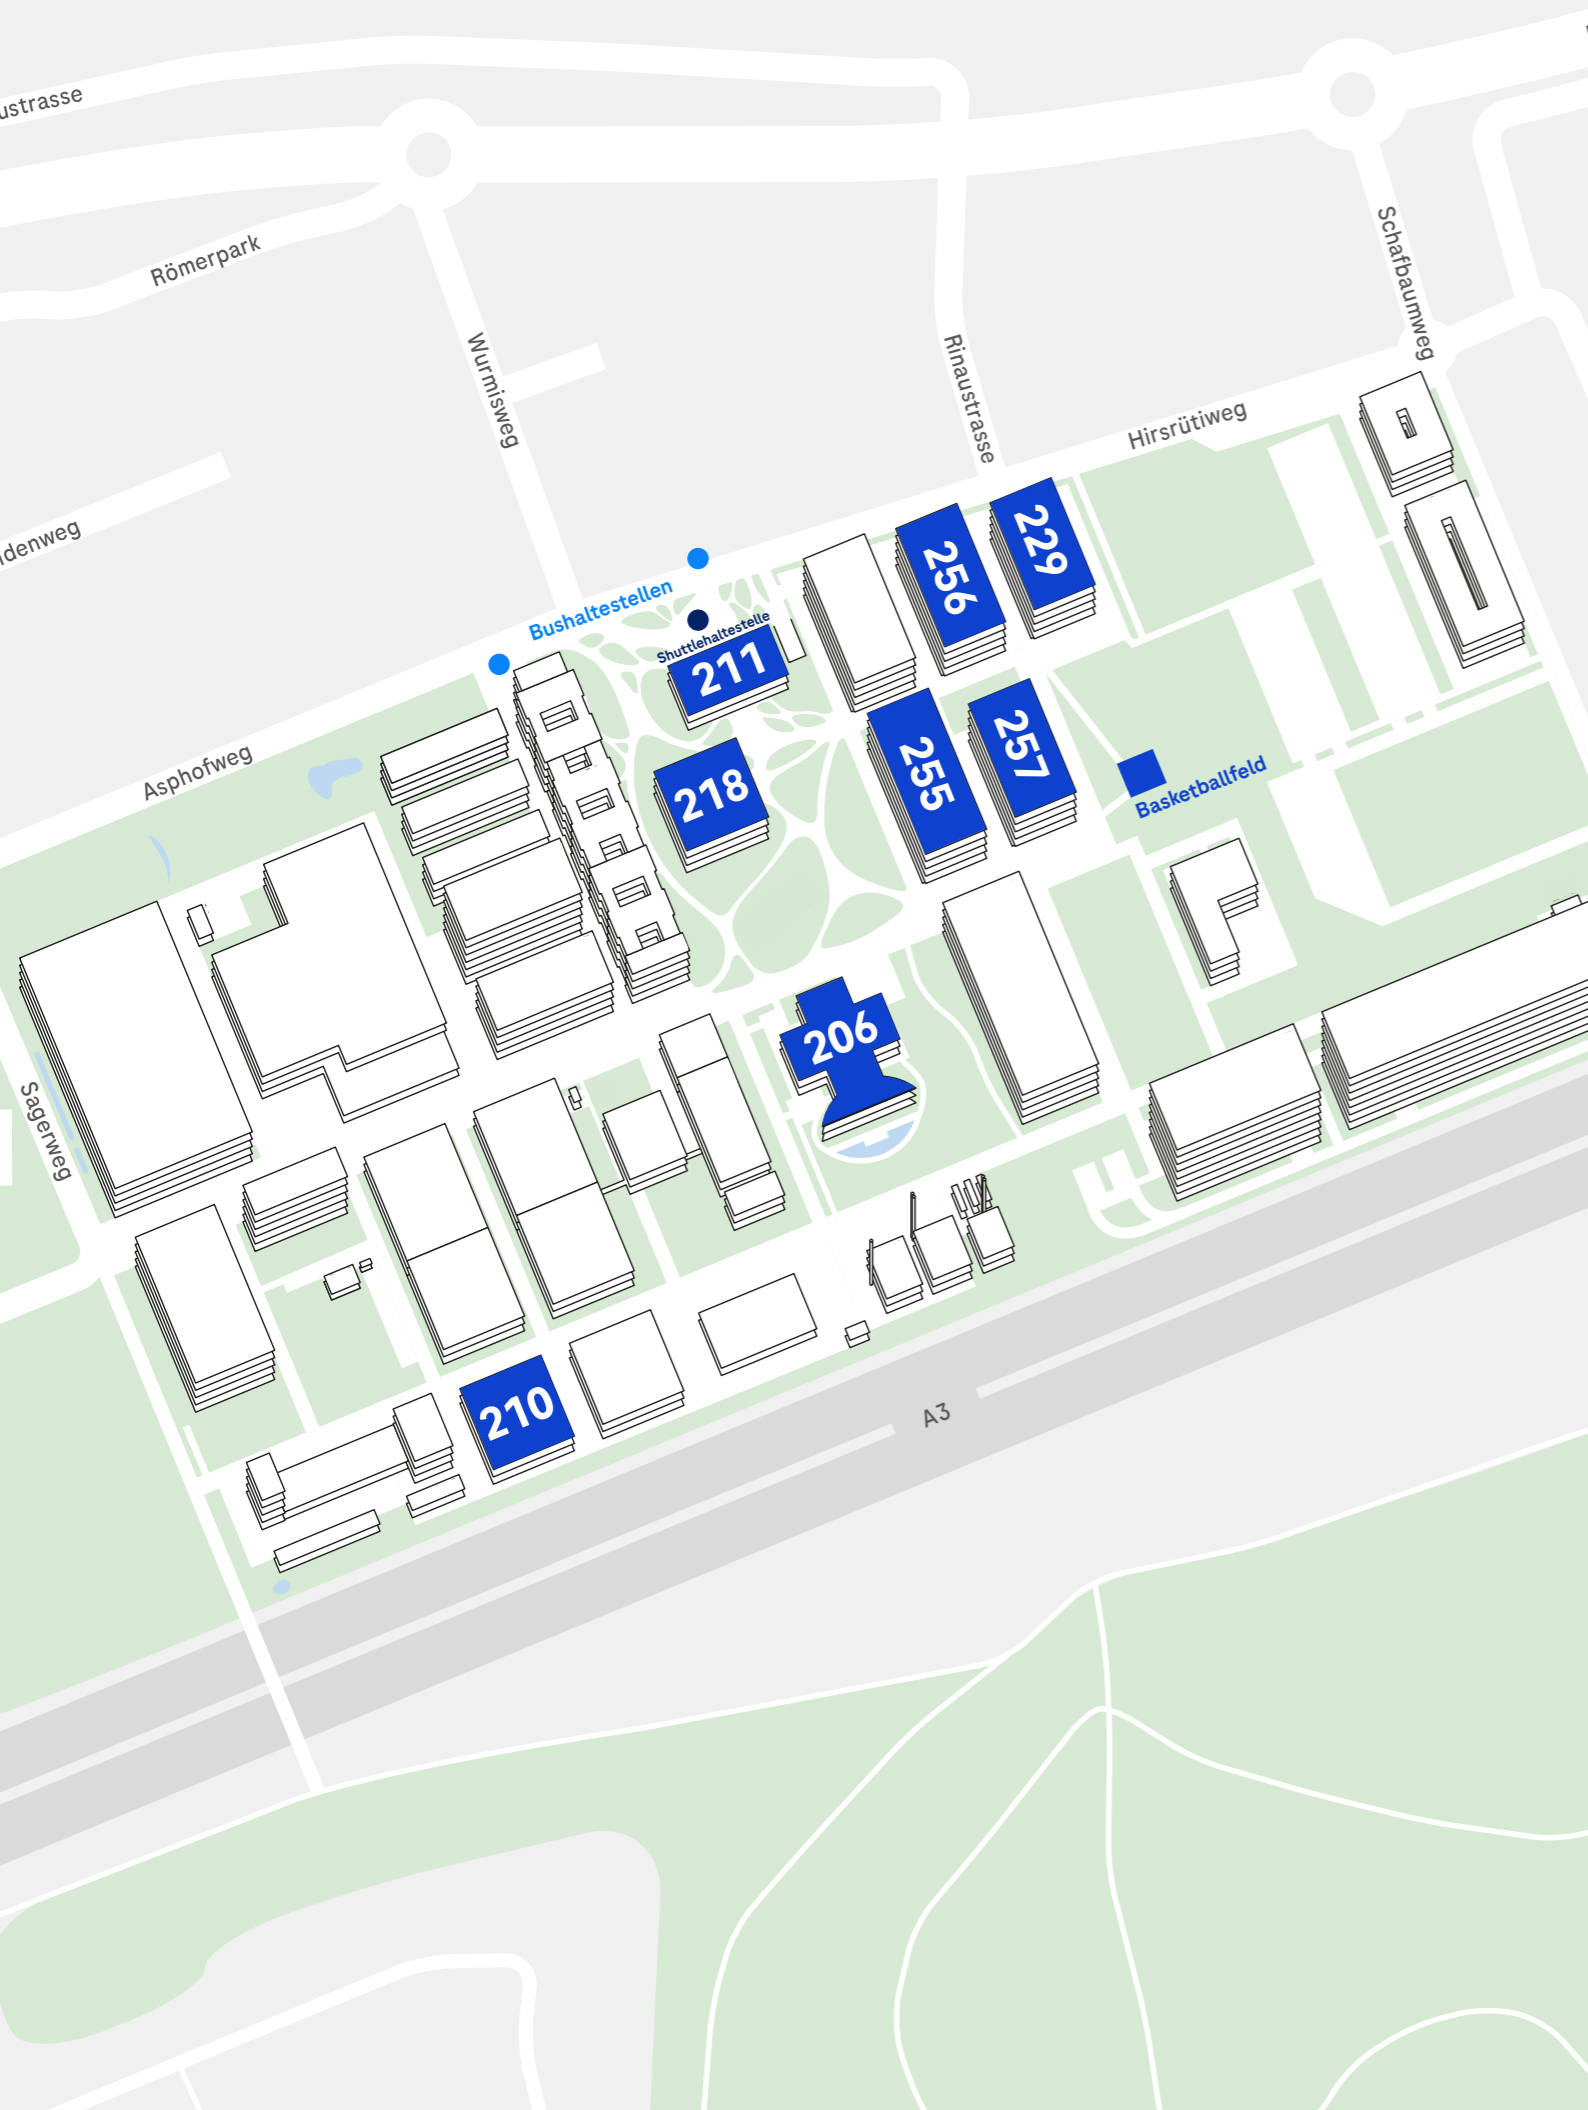 ustrasse
Römerpark
Wurmisweg
Rinaustrasse
Schafbaumweg
Hirsrütiweg
denweg
Bushaltestellen
Shuttlehaltestelle
211
256
229
218
255
257
Basketballfeld
Asphofweg
206
Sagerweg
210
A3